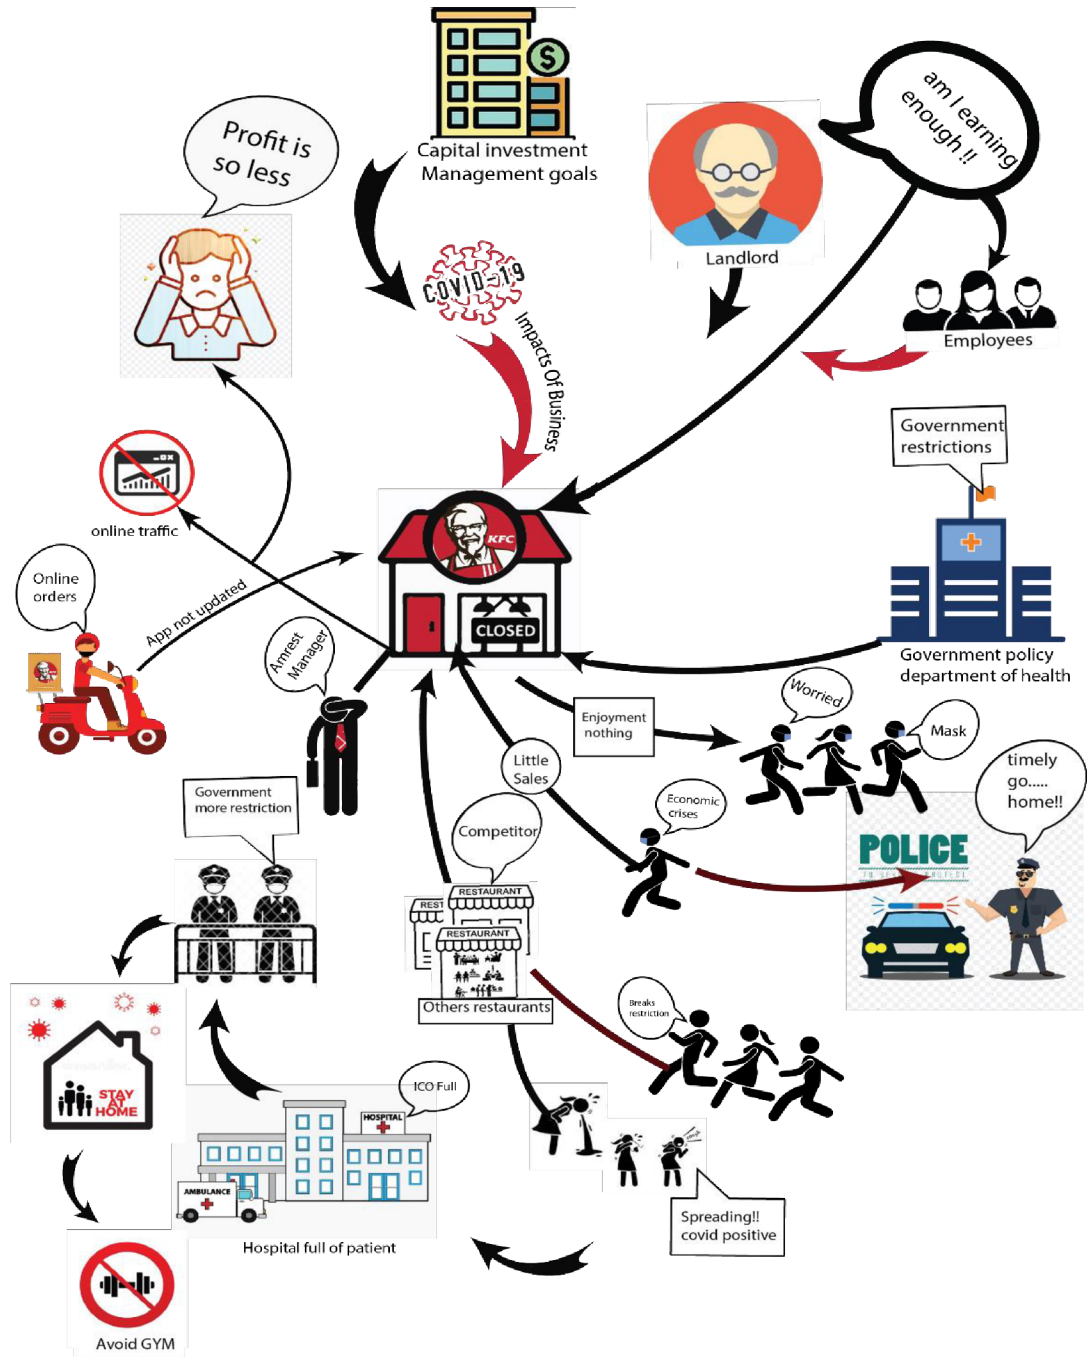 Capital investment
Management goals
am I earning
enough !!
Profit is
so less
Landlord
COVID-19
Impacts Of Business
Employees
Government
restrictions
online traffic
KFC
Online
orders
App not updated
CLOSED
Amrest
Manager
Government policy
department of health
Worried
Enjoyment
nothing
Mask
Little
Sales
timely
go.....
home!!
Government
more restriction
Economic
crises
Competitor
POLICE
RESTAURANT
REST
RESTAURANT
Others restaurants
Breaks
restriction
STAY
AT
HOME
ICO Full
HOSPITAL
AMBULANCE
Spreading!!
covid positive
Hospital full of patient
Avoid GYM